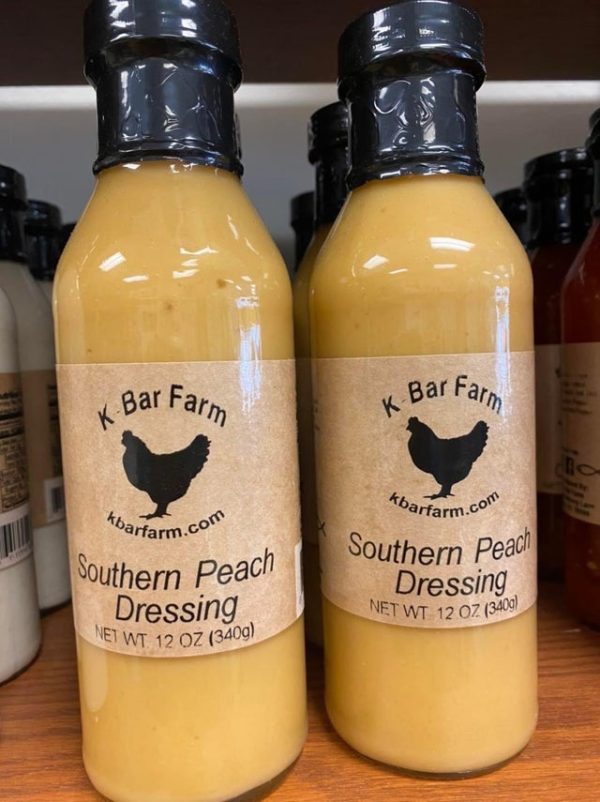 K-Bar Farm
kbarfarm.com
Southern Peach
Dressing
NET WT. 12 OZ (340g)
K-Bar Farm
kbarfarm.com
Southern Peach
Dressing
NET WT. 12 OZ (340g)